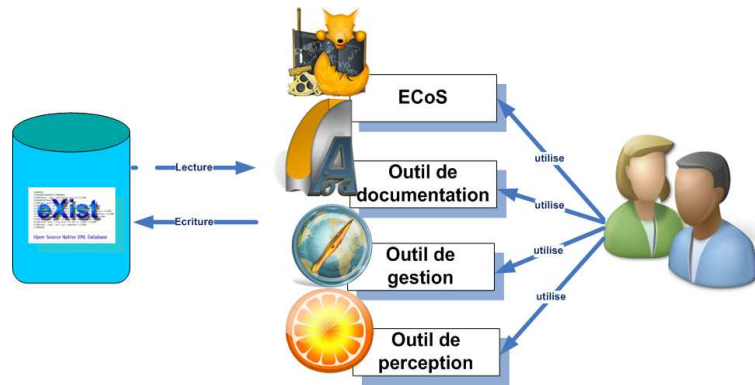 ECoS
Lecture
Outil de
documentation
Ecriture
eXist
Open Source Native XML Database
Outil de
gestion
Outil de
perception
utilise
utilise
utilise
utilise